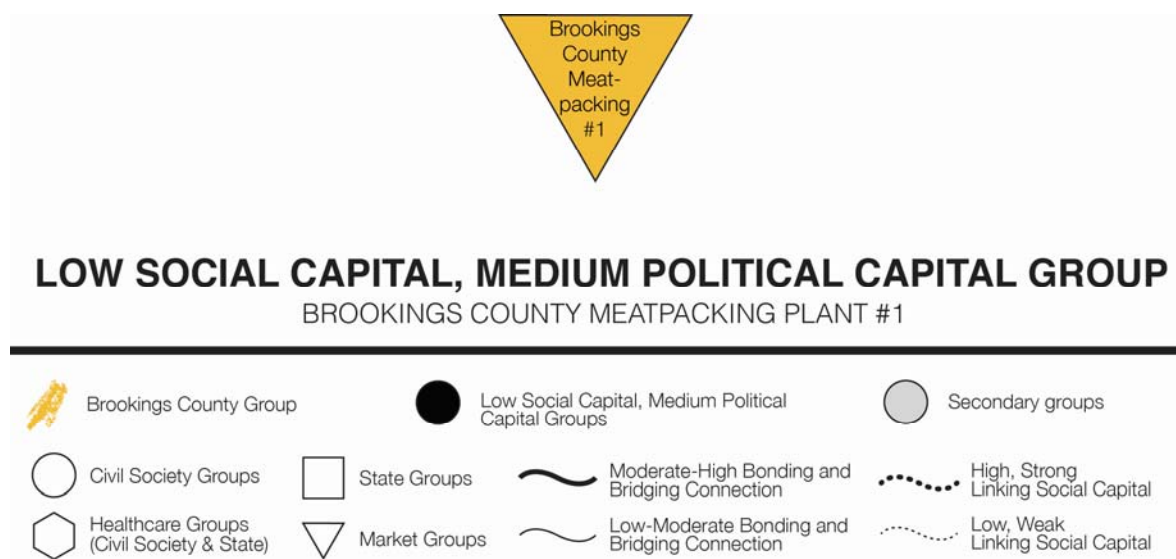 Brookings
County
Meat-
packing
#1
LOW SOCIAL CAPITAL, MEDIUM POLITICAL CAPITAL GROUP
BROOKINGS COUNTY MEATPACKING PLANT #1
Brookings County Group
Low Social Capital, Medium Political
Capital Groups
Secondary groups
Civil Society Groups
State Groups
Moderate-High Bonding and
Bridging Connection
High, Strong
Linking Social Capital
Healthcare Groups
(Civil Society & State)
Market Groups
Low-Moderate Bonding and
Bridging Connection
Low, Weak
Linking Social Capital